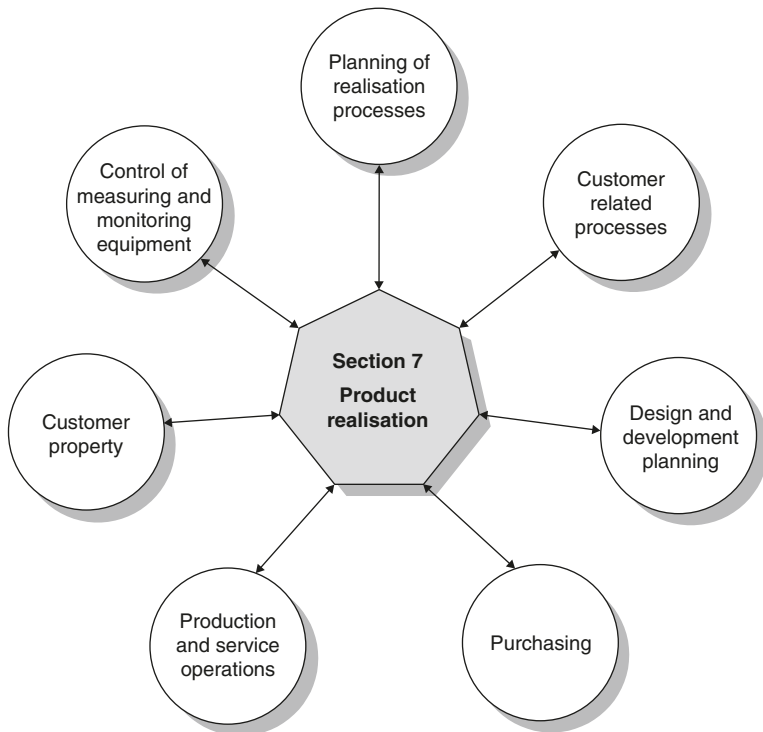 Planning of
realisation
processes
Control of
measuring and
monitoring
equipment
Customer
related
processes
Section 7
Product
realisation
Customer
property
Design and
development
planning
Production
and service
operations
Purchasing